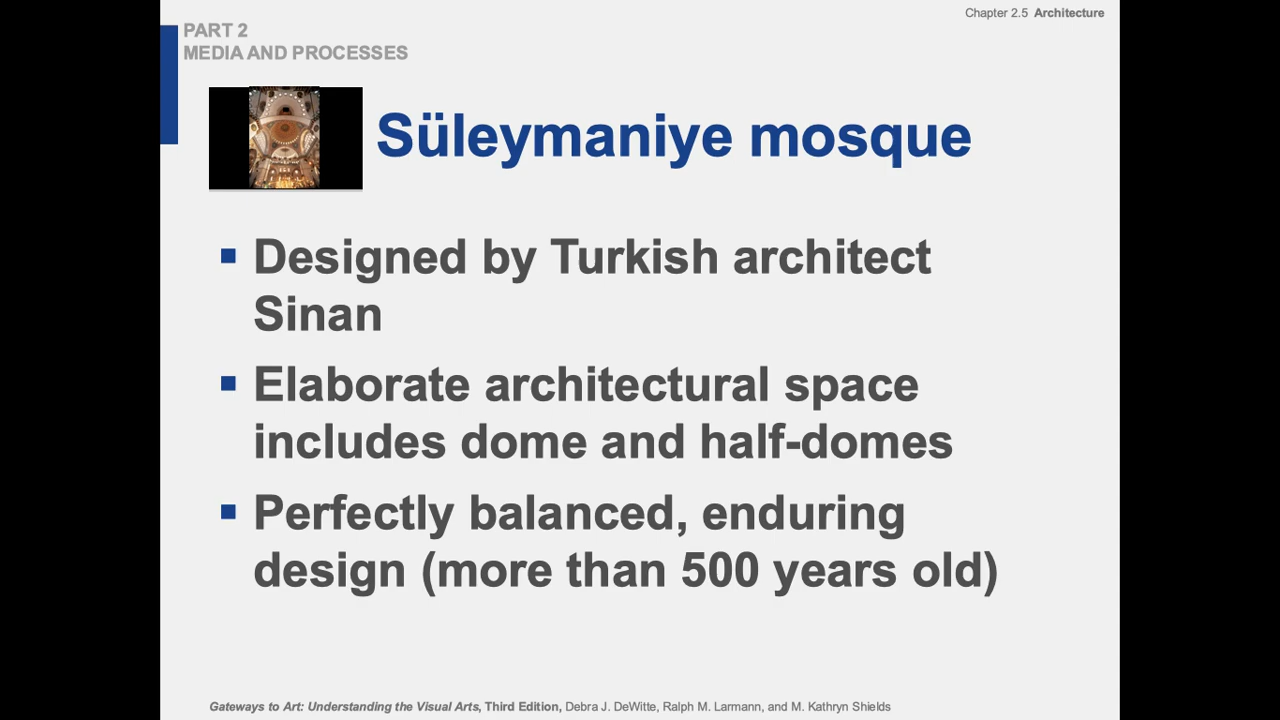 Chapter 2.5 Architecture
PART 2
MEDIA AND PROCESSES
Süleymaniye mosque
▪ Designed by Turkish architect
Sinan
▪ Elaborate architectural space
includes dome and half-domes
▪ Perfectly balanced, enduring
design (more than 500 years old)
Gateways to Art: Understanding the Visual Arts, Third Edition, Debra J. DeWitte, Ralph M. Larmann, and M. Kathryn Shields